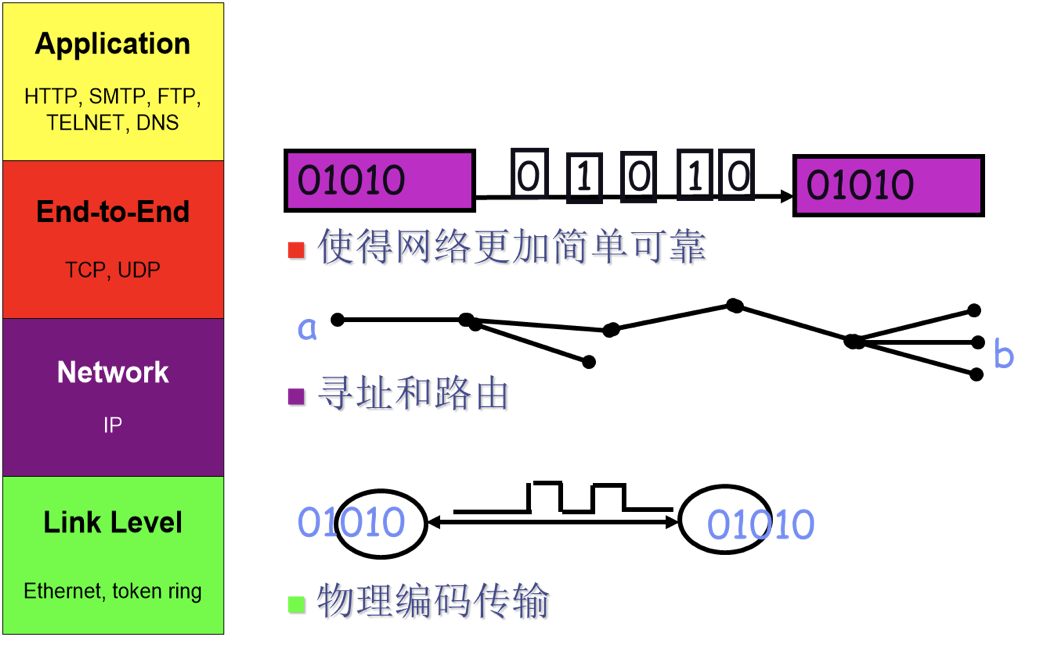 Application
HTTP, SMTP, FTP,
TELNET, DNS
End-to-End
TCP, UDP
Network
IP
Link Level
Ethernet, token ring
01010 0 1 0 1 0 01010
使得网络更加简单可靠
a b
寻址和路由
01010 01010
物理编码传输